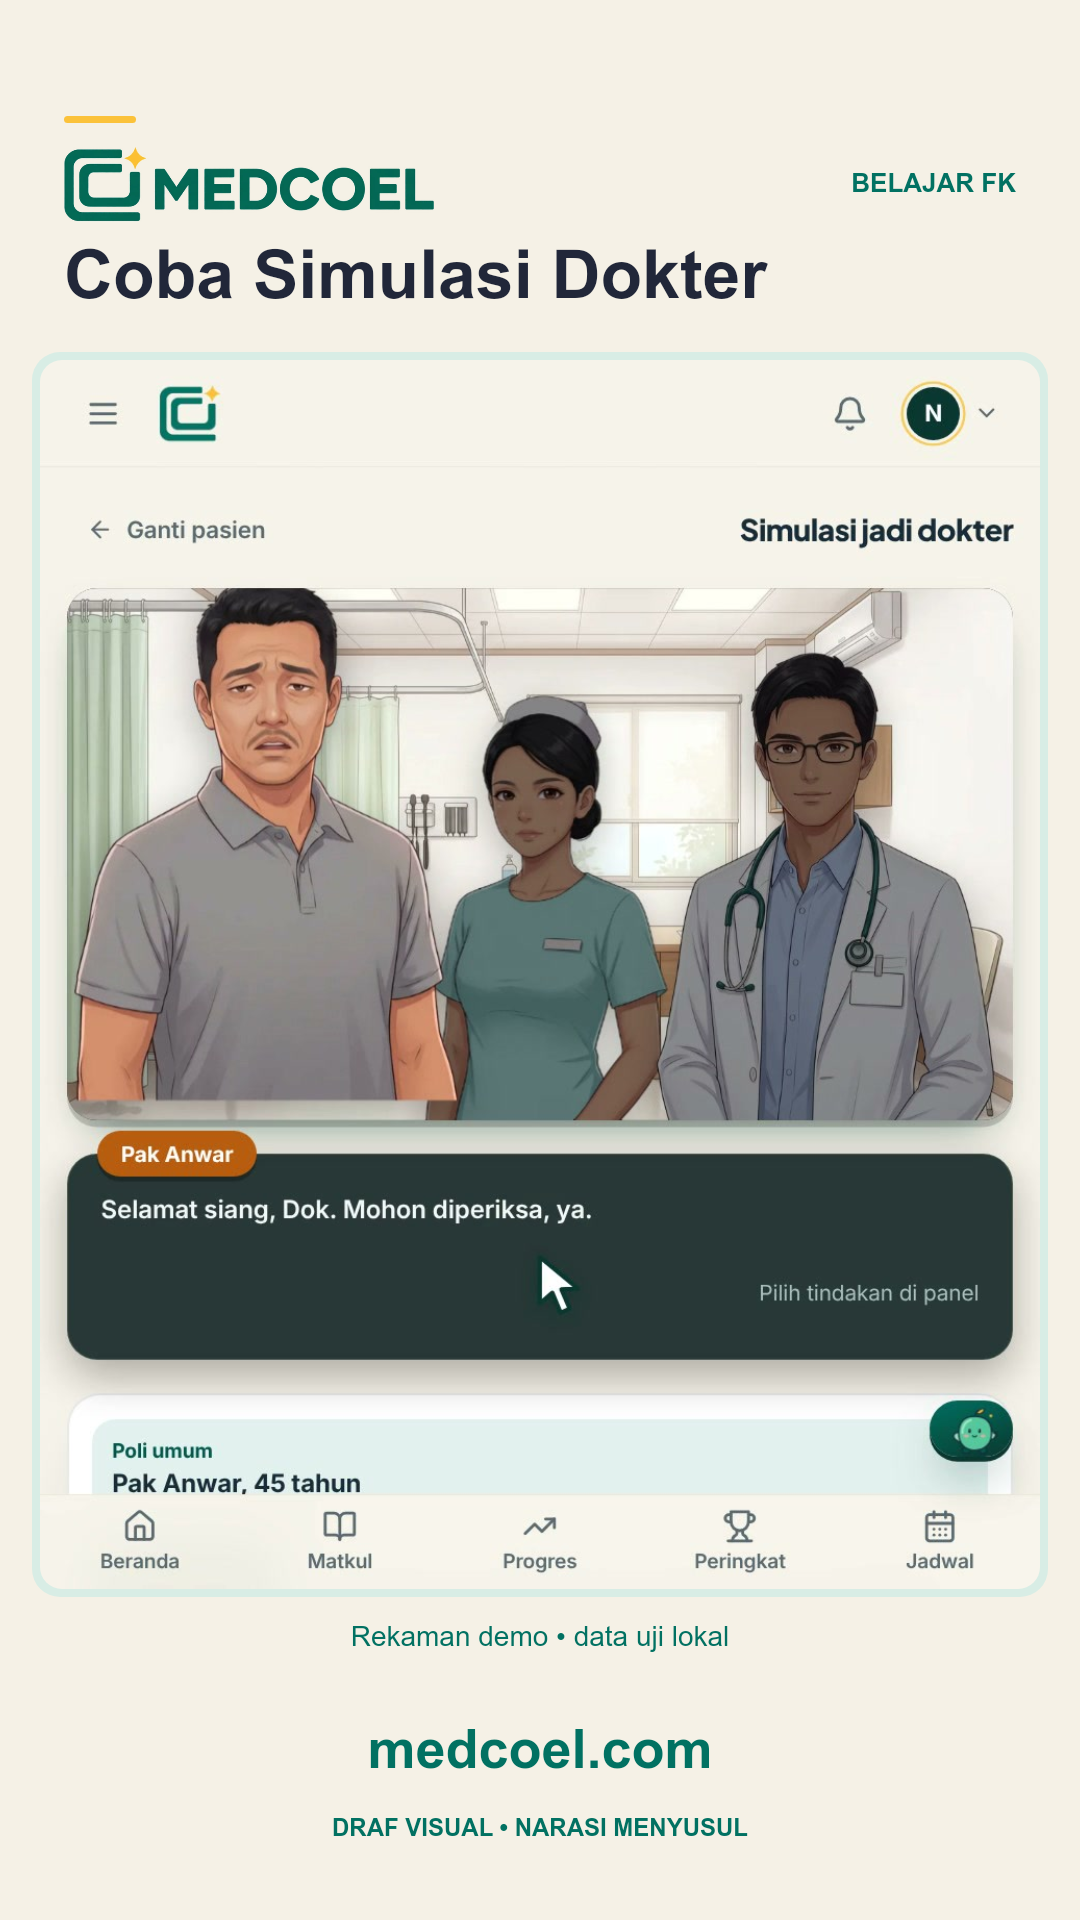 MEDCOEL
BELAJAR FK
Coba Simulasi Dokter
N
Ganti pasien
Simulasi jadi dokter
Pak Anwar
Selamat siang, Dok. Mohon diperiksa, ya.
Pilih tindakan di panel
Poli umum
Pak Anwar, 45 tahun
Beranda
Matkul
Progres
Peringkat
Jadwal
Rekaman demo • data uji lokal
medcoel.com
DRAF VISUAL • NARASI MENYUSUL